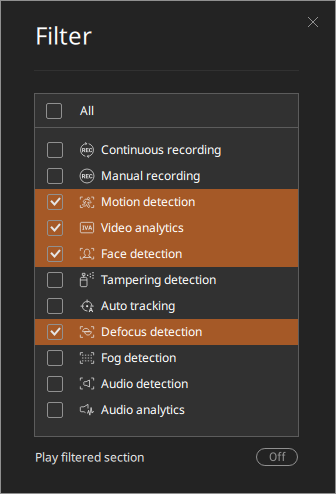 Filter
All
REC Continuous recording
REC Manual recording
Motion detection
IVA Video analytics
Face detection
Tampering detection
A Auto tracking
Defocus detection
Fog detection
Audio detection
Audio analytics
Play filtered section Off